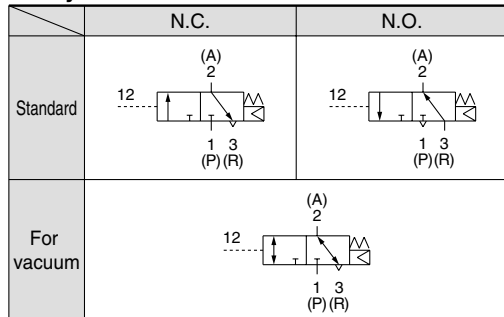 N.C. N.O.
Standard
(A) (A)
2 2
12 12
1 3 1 3
(P)(R) (P)(R)
For
vacuum
(A)
2
12
1 3
(P)(R)